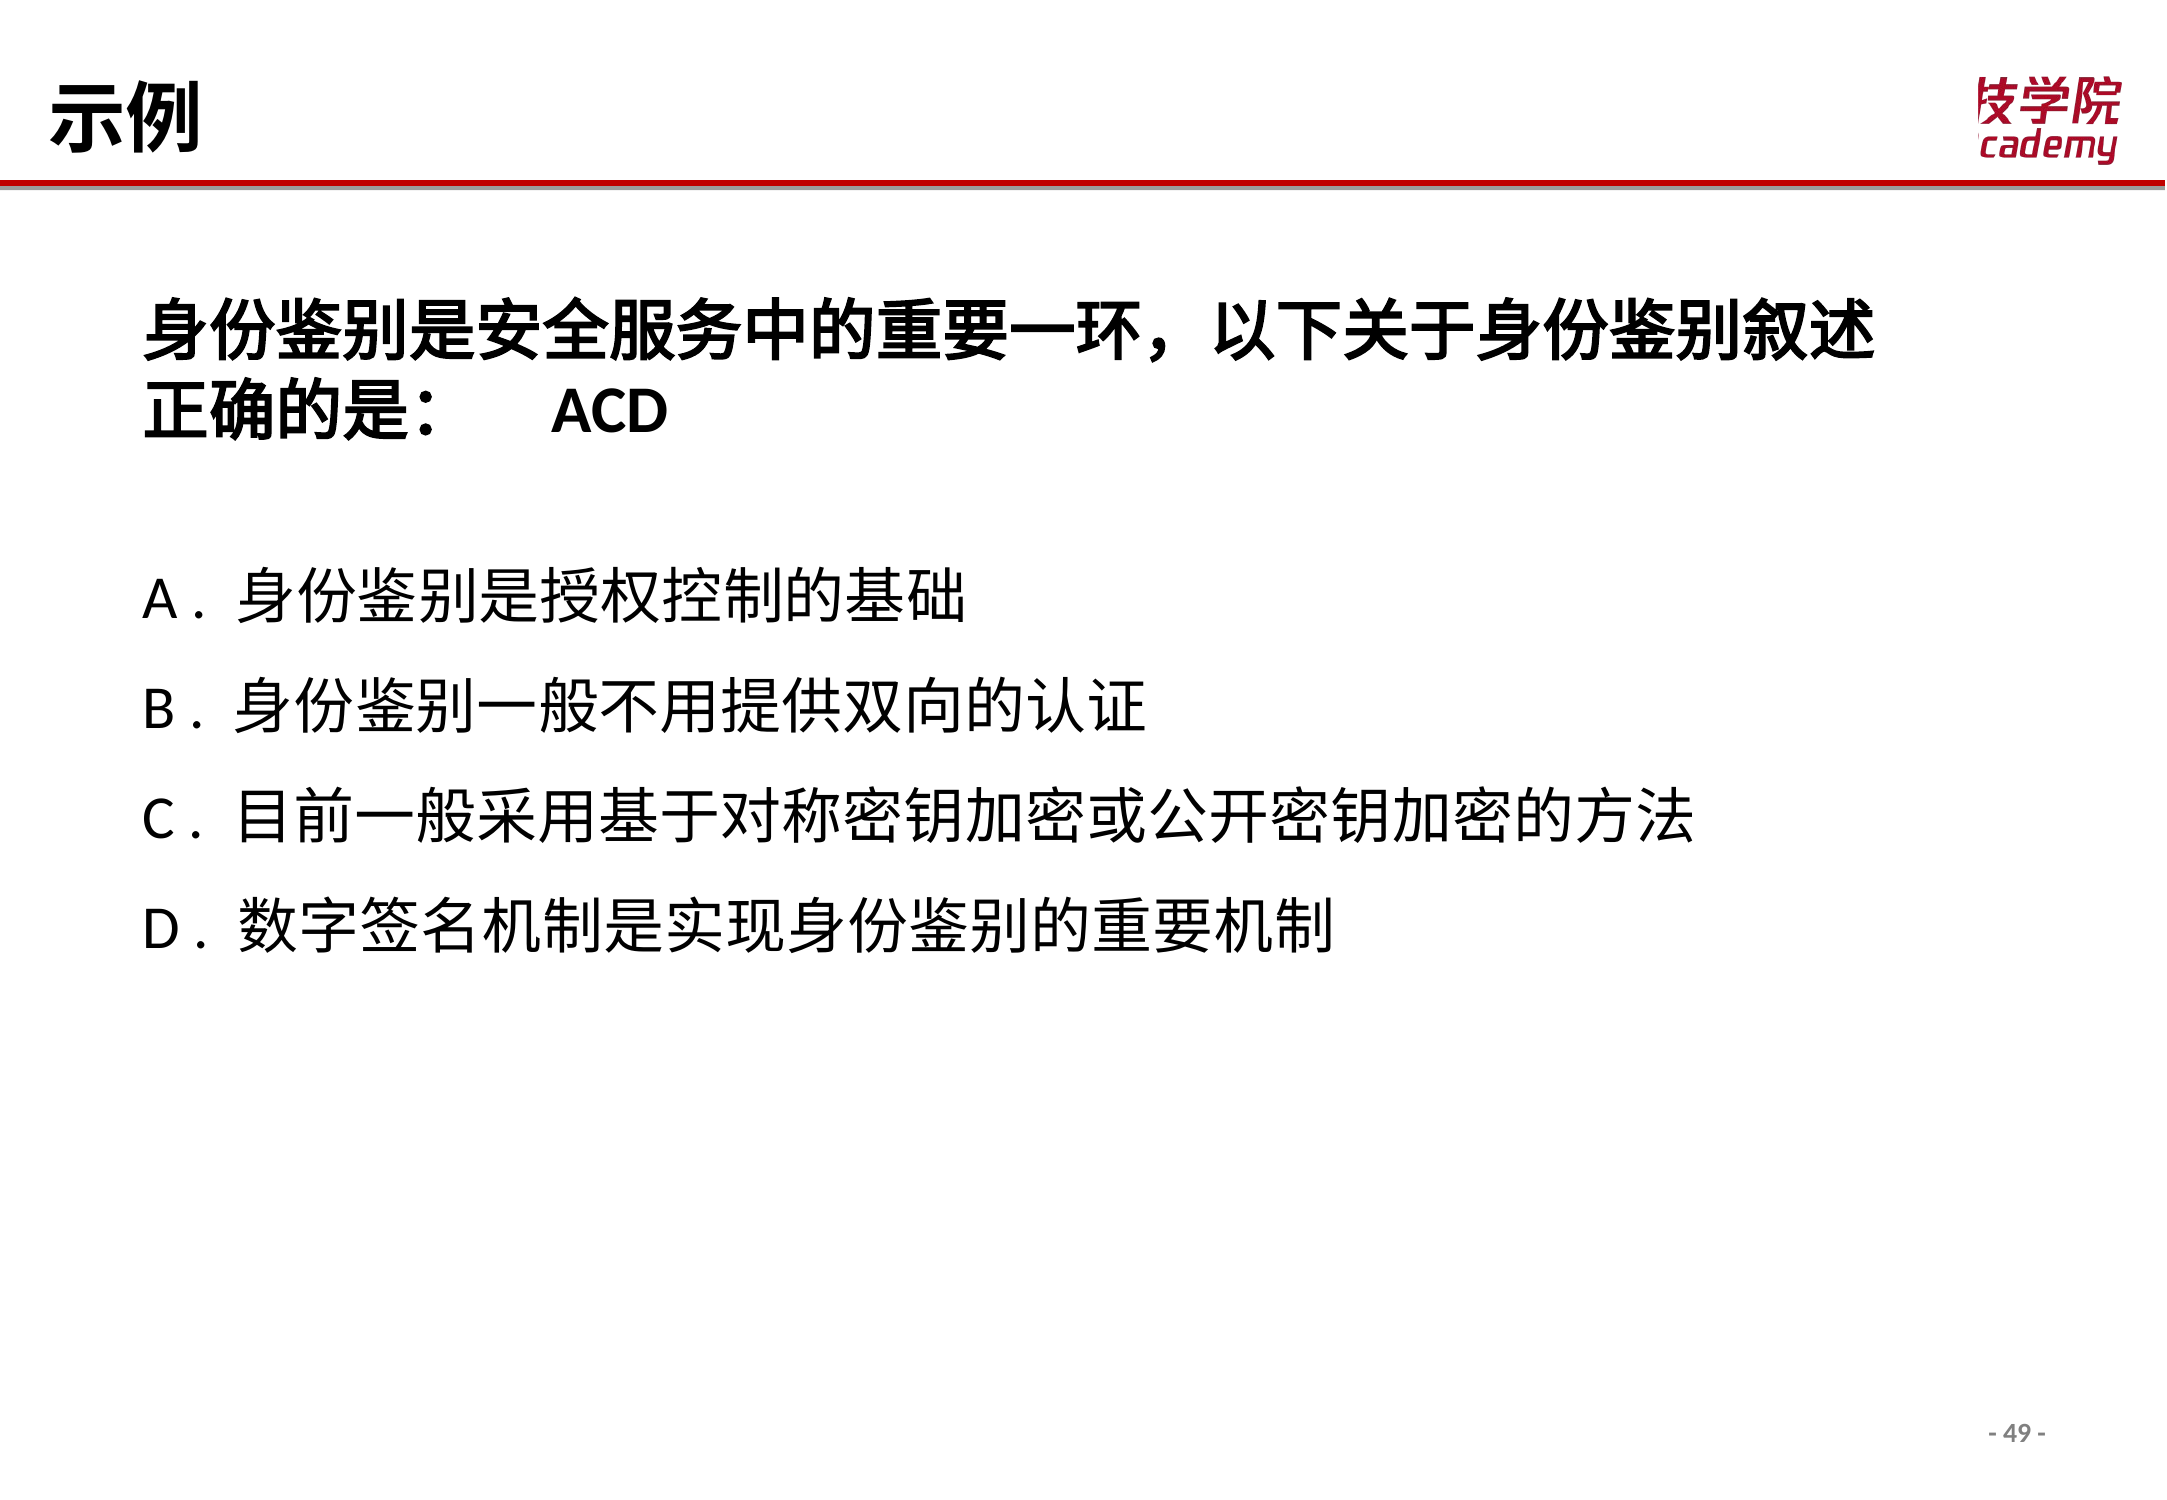 示例
技学院
cademy
身份鉴别是安全服务中的重要一环，以下关于身份鉴别叙述
正确的是： ACD
A . 身份鉴别是授权控制的基础
B . 身份鉴别一般不用提供双向的认证
C . 目前一般采用基于对称密钥加密或公开密钥加密的方法
D . 数字签名机制是实现身份鉴别的重要机制
- 49 -